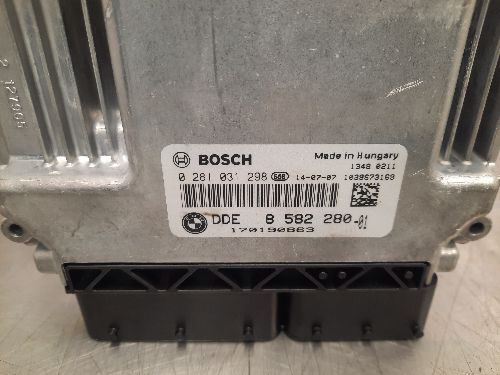 BOSCH
Made in Hungary
1348 0211
0 281 031 298 14-07-07 1039S73169
DDE 8 582 280-01
170190863